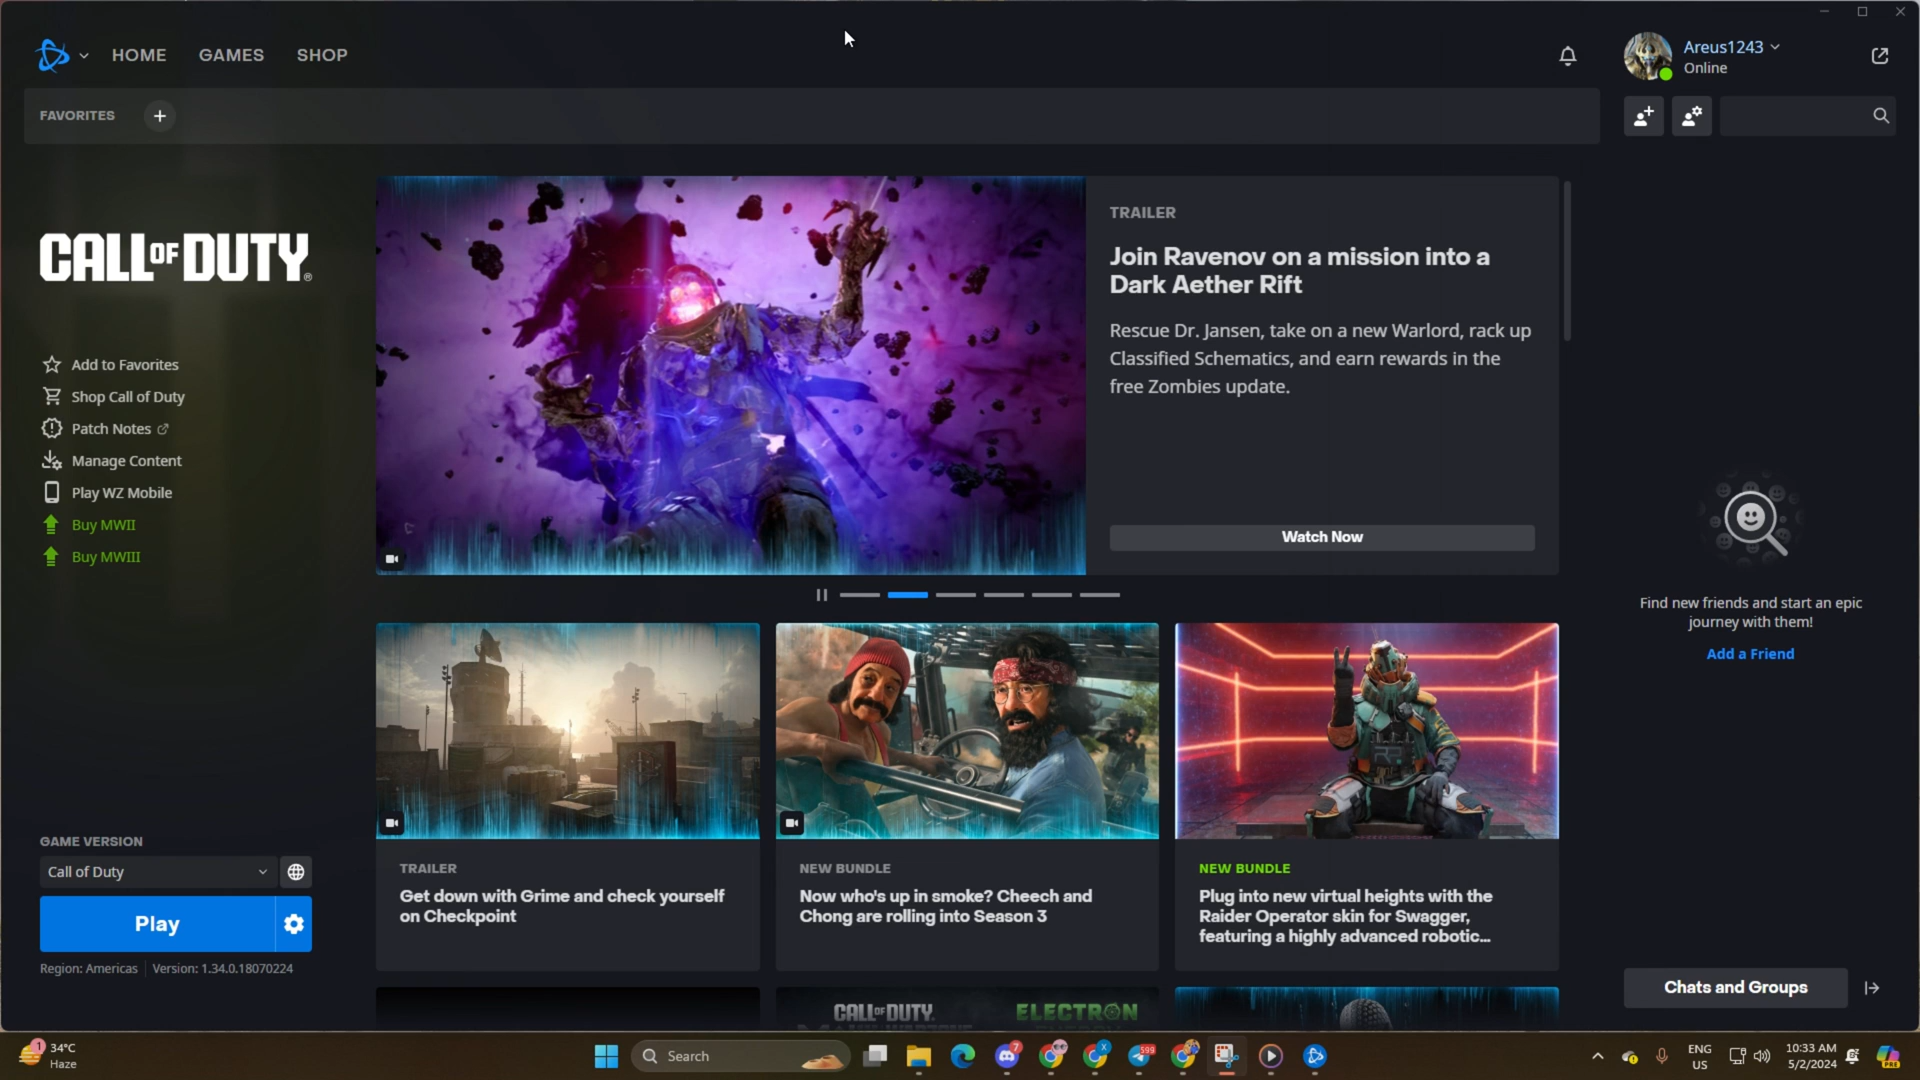 HOME
GAMES
SHOP
Areus1243
Online
FAVORITES
+
CALL OF DUTY®
Add to Favorites
Shop Call of Duty
Patch Notes
Manage Content
Play WZ Mobile
Buy MWII
Buy MWIII
TRAILER
Join Ravenov on a mission into a
Dark Aether Rift
Rescue Dr. Jansen, take on a new Warlord, rack up
Classified Schematics, and earn rewards in the
free Zombies update.
Watch Now
Find new friends and start an epic
journey with them!
Add a Friend
TRAILER
Get down with Grime and check yourself
on Checkpoint
NEW BUNDLE
Now who's up in smoke? Cheech and
Chong are rolling into Season 3
NEW BUNDLE
Plug into new virtual heights with the
Raider Operator skin for Swagger,
featuring a highly advanced robotic...
GAME VERSION
Call of Duty
Play
Region: Americas
Version: 1.34.0.18070224
CALL OF DUTY
ELECTRON
Chats and Groups
1
34°C
Haze
Search
7
X
599
ENG
US
10:33 AM
5/2/2024
PRE